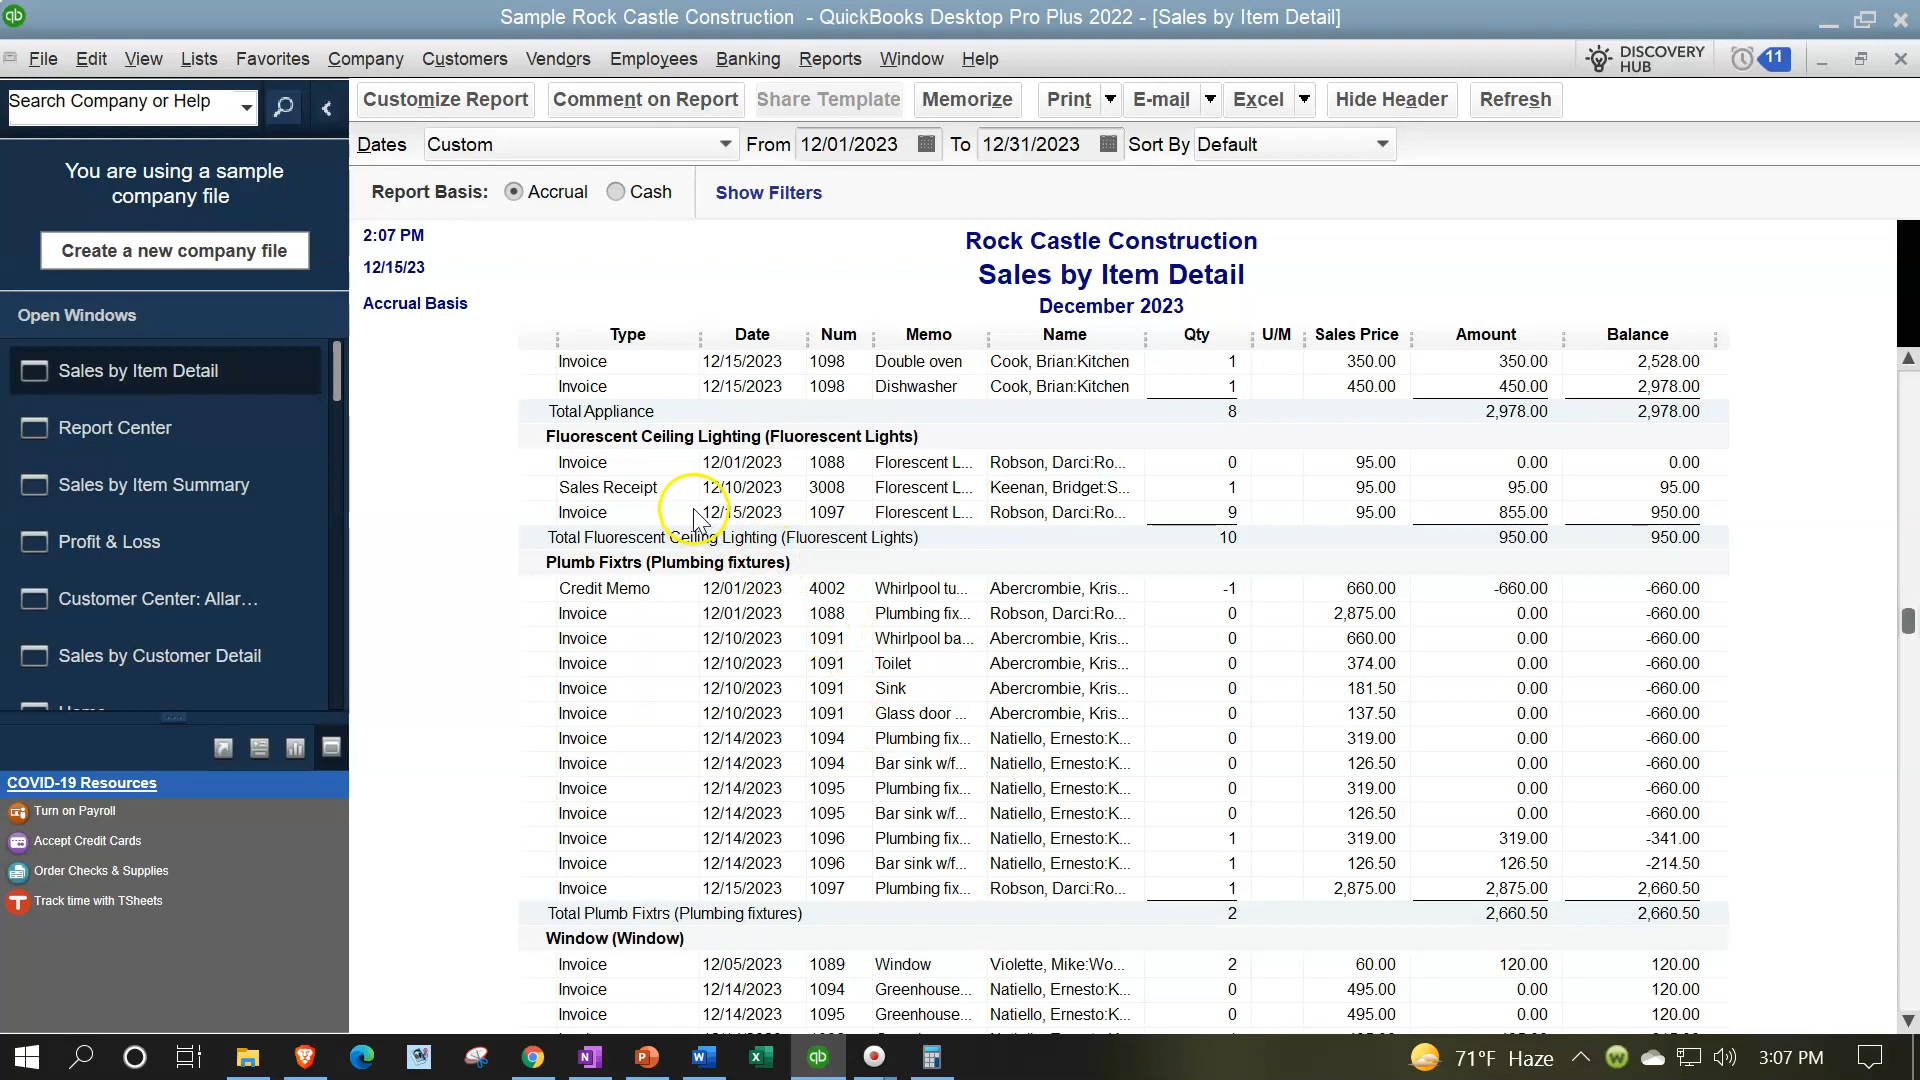 Sample Rock Castle Construction - QuickBooks Desktop Pro Plus 2022 - [Sales by Item Detail]
File Edit View Lists Favorites Company Customers Vendors Employees Banking Reports Window Help
DISCOVERY HUB 11
Search Company or Help
Customize Report Comment on Report Share Template Memorize Print E-mail Excel Hide Header Refresh
Dates Custom From 12/01/2023 To 12/31/2023 Sort By Default
Report Basis: Accrual Cash Show Filters
You are using a sample
company file
Create a new company file
Open Windows
Sales by Item Detail
Report Center
Sales by Item Summary
Profit & Loss
Customer Center: Allar...
Sales by Customer Detail
COVID-19 Resources
Turn on Payroll
Accept Credit Cards
Order Checks & Supplies
Track time with TSheets
2:07 PM
12/15/23
Accrual Basis
Rock Castle Construction
Sales by Item Detail
December 2023
Type Date Num Memo Name Qty U/M Sales Price Amount Balance
Invoice 12/15/2023 1098 Double oven Cook, Brian:Kitchen 1 350.00 350.00 2,528.00
Invoice 12/15/2023 1098 Dishwasher Cook, Brian:Kitchen 1 450.00 450.00 2,978.00
Total Appliance 8 2,978.00 2,978.00
Fluorescent Ceiling Lighting (Fluorescent Lights)
Invoice 12/01/2023 1088 Florescent L... Robson, Darci:Ro... 0 95.00 0.00 0.00
Sales Receipt 12/10/2023 3008 Florescent L... Keenan, Bridget:S... 1 95.00 95.00 95.00
Invoice 12/15/2023 1097 Florescent L... Robson, Darci:Ro... 9 95.00 855.00 950.00
Total Fluorescent Ceiling Lighting (Fluorescent Lights) 10 950.00 950.00
Plumb Fixtrs (Plumbing fixtures)
Credit Memo 12/01/2023 4002 Whirlpool tu... Abercrombie, Kris... -1 660.00 -660.00 -660.00
Invoice 12/01/2023 1088 Plumbing fix... Robson, Darci:Ro... 0 2,875.00 0.00 -660.00
Invoice 12/10/2023 1091 Whirlpool ba... Abercrombie, Kris... 0 660.00 0.00 -660.00
Invoice 12/10/2023 1091 Toilet Abercrombie, Kris... 0 374.00 0.00 -660.00
Invoice 12/10/2023 1091 Sink Abercrombie, Kris... 0 181.50 0.00 -660.00
Invoice 12/10/2023 1091 Glass door ... Abercrombie, Kris... 0 137.50 0.00 -660.00
Invoice 12/14/2023 1094 Plumbing fix... Natiello, Ernesto:K... 0 319.00 0.00 -660.00
Invoice 12/14/2023 1094 Bar sink w/f... Natiello, Ernesto:K... 0 126.50 0.00 -660.00
Invoice 12/14/2023 1095 Plumbing fix... Natiello, Ernesto:K... 0 319.00 0.00 -660.00
Invoice 12/14/2023 1095 Bar sink w/f... Natiello, Ernesto:K... 0 126.50 0.00 -660.00
Invoice 12/14/2023 1096 Plumbing fix... Natiello, Ernesto:K... 1 319.00 319.00 -341.00
Invoice 12/14/2023 1096 Bar sink w/f... Natiello, Ernesto:K... 1 126.50 126.50 -214.50
Invoice 12/15/2023 1097 Plumbing fix... Robson, Darci:Ro... 1 2,875.00 2,875.00 2,660.50
Total Plumb Fixtrs (Plumbing fixtures) 2 2,660.50 2,660.50
Window (Window)
Invoice 12/05/2023 1089 Window Violette, Mike:Wo... 2 60.00 120.00 120.00
Invoice 12/14/2023 1094 Greenhouse... Natiello, Ernesto:K... 0 495.00 0.00 120.00
Invoice 12/14/2023 1095 Greenhouse... Natiello, Ernesto:K... 0 495.00 0.00 120.00
71°F Haze 3:07 PM